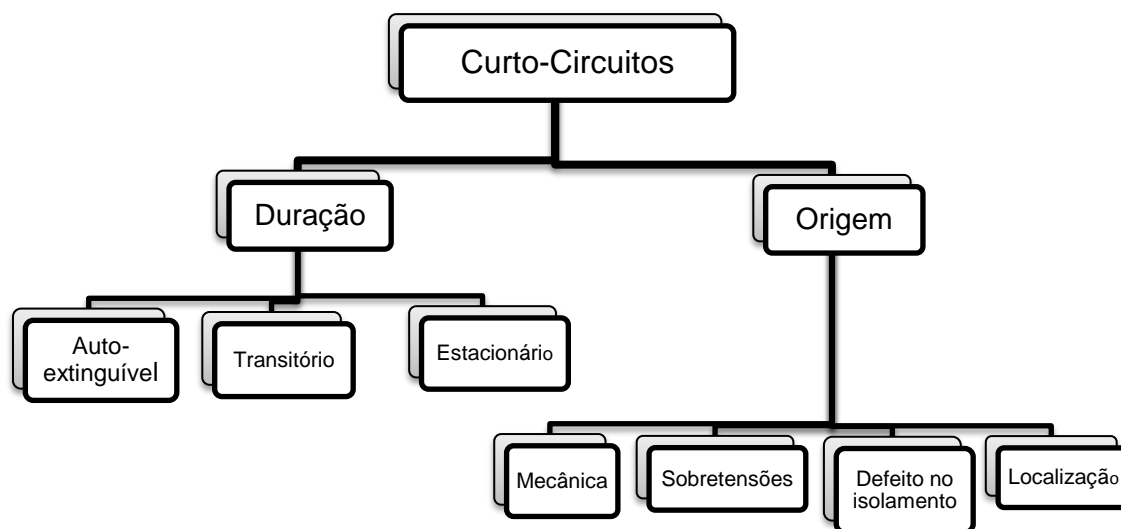 Curto-Circuitos
Duração
Origem
Auto-
extinguível
Transitório
Estacionário
Mecânica
Sobretensões
Defeito no
isolamento
Localização